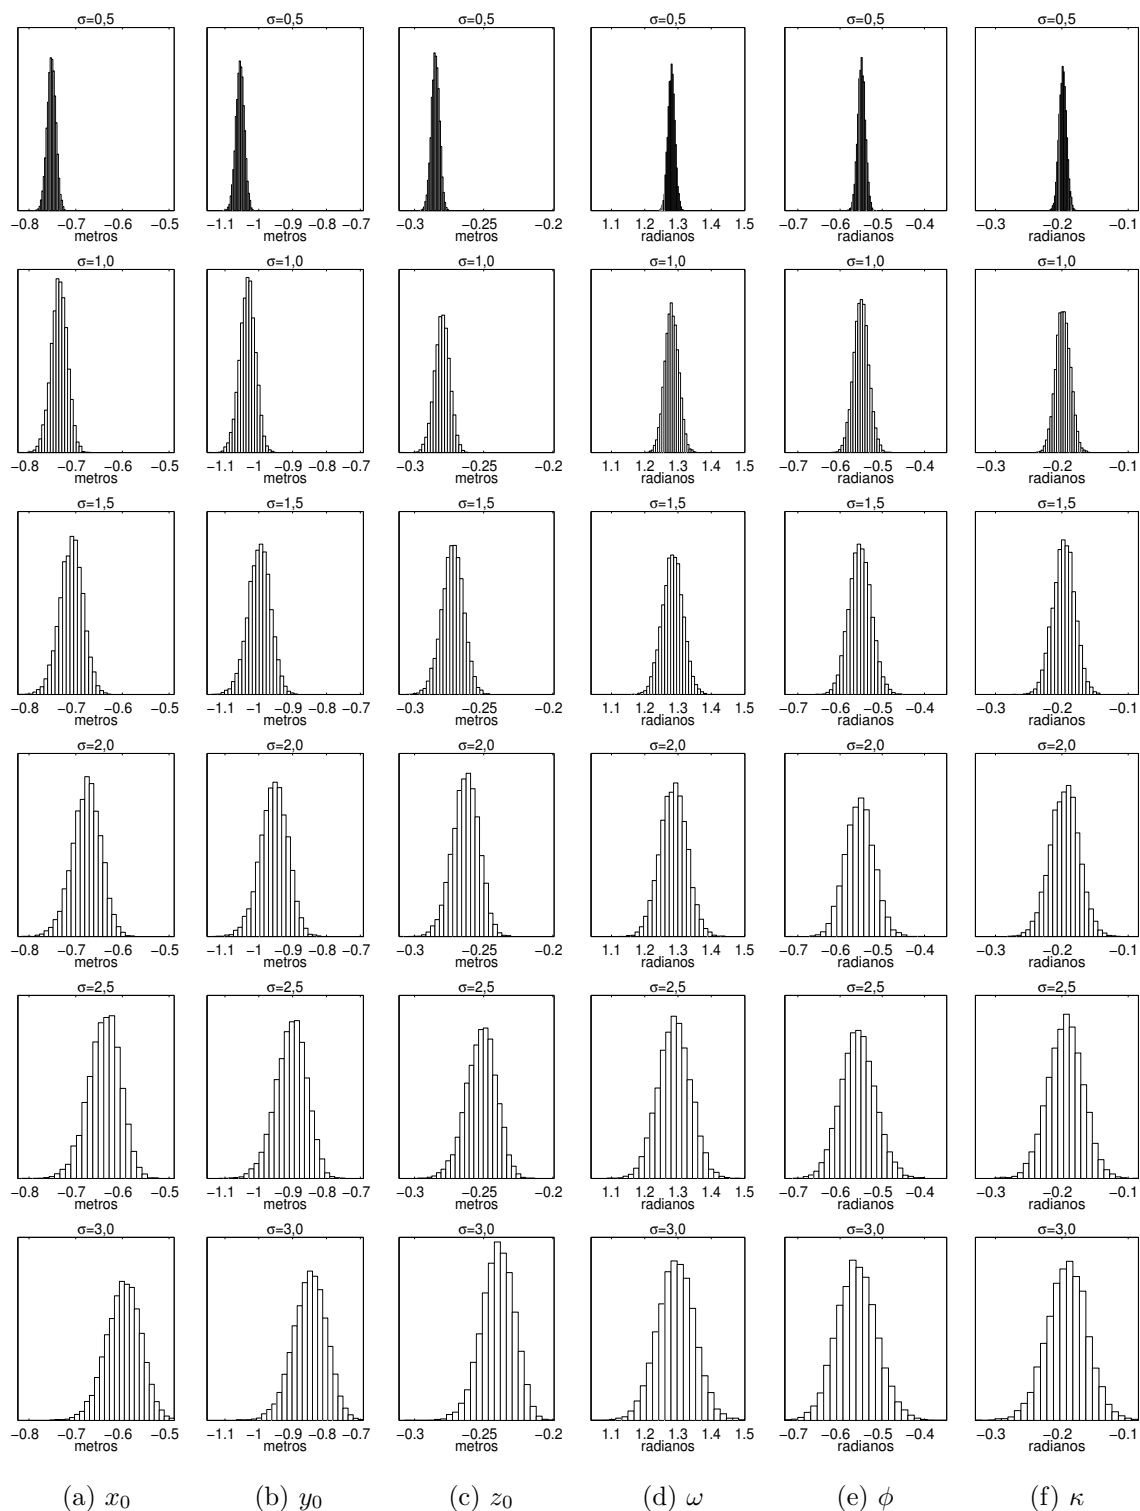 σ=0,5 σ=0,5 σ=0,5 σ=0,5 σ=0,5 σ=0,5
−0.8 −0.7 −0.6 −0.5 −1.1 −1 −0.9 −0.8 −0.7 −0.3 −0.25 −0.2 1.1 1.2 1.3 1.4 1.5 −0.7 −0.6 −0.5 −0.4 −0.3 −0.2 −0.1
metros metros metros radianos radianos radianos
σ=1,0 σ=1,0 σ=1,0 σ=1,0 σ=1,0 σ=1,0
−0.8 −0.7 −0.6 −0.5 −1.1 −1 −0.9 −0.8 −0.7 −0.3 −0.25 −0.2 1.1 1.2 1.3 1.4 1.5 −0.7 −0.6 −0.5 −0.4 −0.3 −0.2 −0.1
metros metros metros radianos radianos radianos
σ=1,5 σ=1,5 σ=1,5 σ=1,5 σ=1,5 σ=1,5
−0.8 −0.7 −0.6 −0.5 −1.1 −1 −0.9 −0.8 −0.7 −0.3 −0.25 −0.2 1.1 1.2 1.3 1.4 1.5 −0.7 −0.6 −0.5 −0.4 −0.3 −0.2 −0.1
metros metros metros radianos radianos radianos
σ=2,0 σ=2,0 σ=2,0 σ=2,0 σ=2,0 σ=2,0
−0.8 −0.7 −0.6 −0.5 −1.1 −1 −0.9 −0.8 −0.7 −0.3 −0.25 −0.2 1.1 1.2 1.3 1.4 1.5 −0.7 −0.6 −0.5 −0.4 −0.3 −0.2 −0.1
metros metros metros radianos radianos radianos
σ=2,5 σ=2,5 σ=2,5 σ=2,5 σ=2,5 σ=2,5
−0.8 −0.7 −0.6 −0.5 −1.1 −1 −0.9 −0.8 −0.7 −0.3 −0.25 −0.2 1.1 1.2 1.3 1.4 1.5 −0.7 −0.6 −0.5 −0.4 −0.3 −0.2 −0.1
metros metros metros radianos radianos radianos
σ=3,0 σ=3,0 σ=3,0 σ=3,0 σ=3,0 σ=3,0
−0.8 −0.7 −0.6 −0.5 −1.1 −1 −0.9 −0.8 −0.7 −0.3 −0.25 −0.2 1.1 1.2 1.3 1.4 1.5 −0.7 −0.6 −0.5 −0.4 −0.3 −0.2 −0.1
metros metros metros radianos radianos radianos
(a) x₀ (b) y₀ (c) z₀ (d) ω (e) ϕ (f) κ